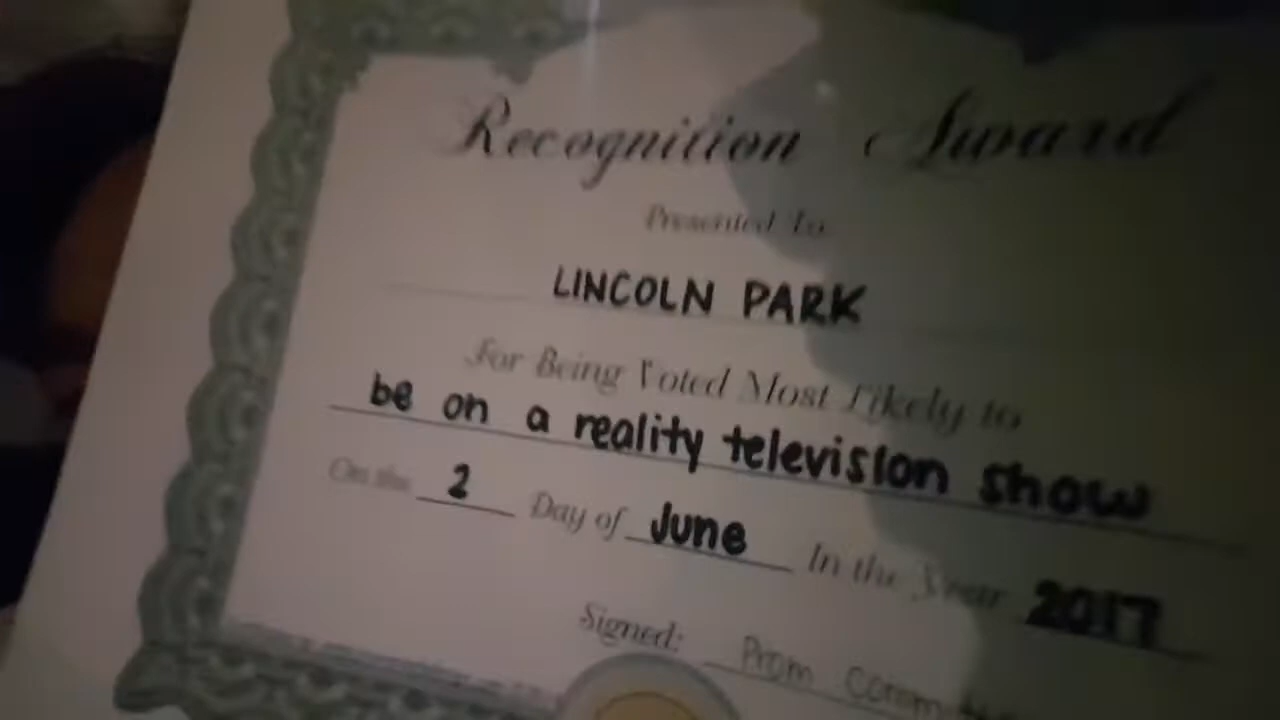 Recognition Award
Presented To
LINCOLN PARK
For Being Voted Most Likely to
be on a reality television show
On the 2 Day of June In the Year 2017
Signed: Prom